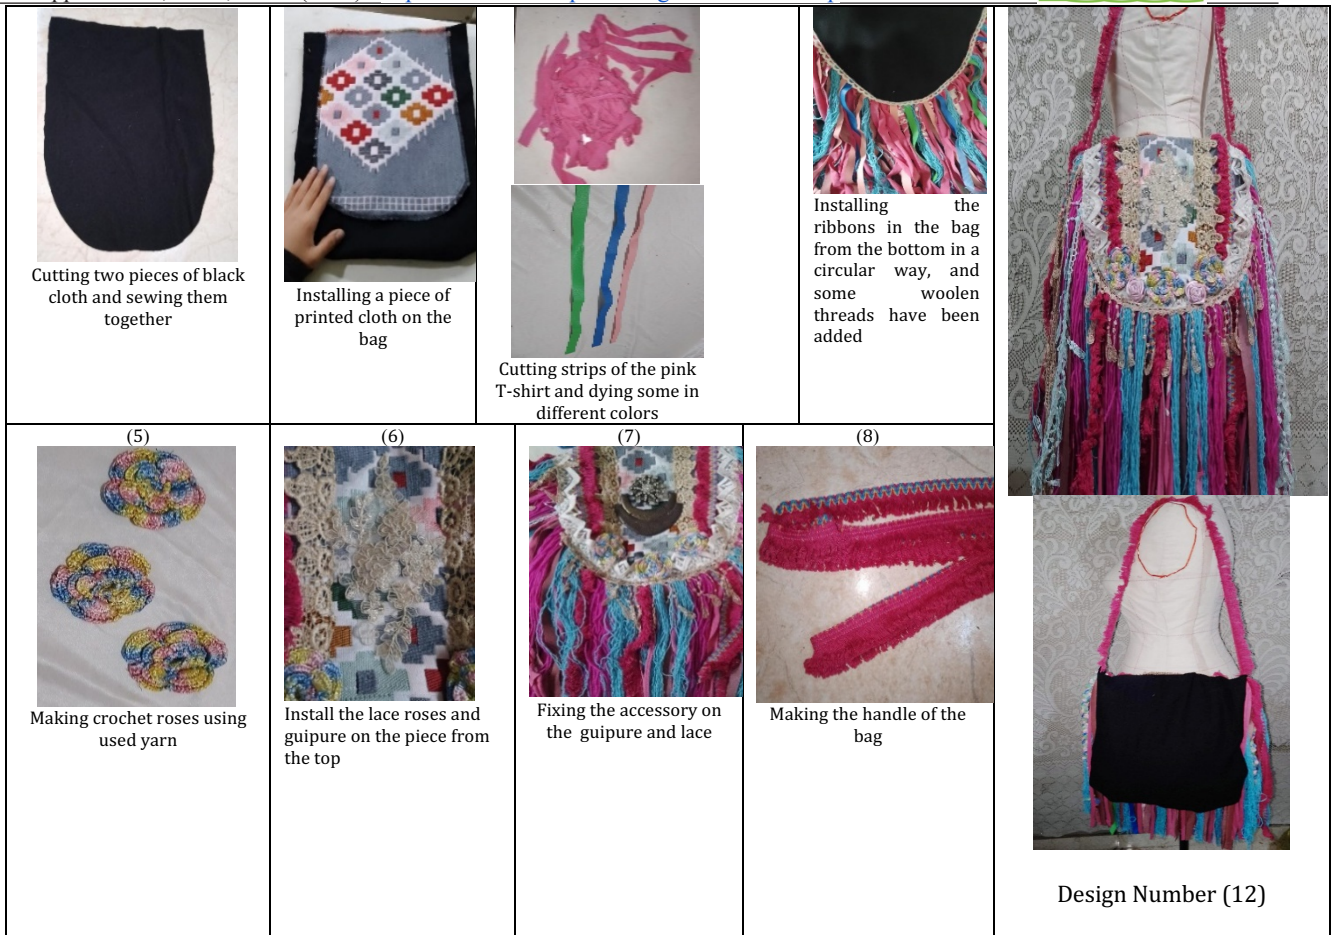 Cutting two pieces of black
cloth and sewing them
together
Installing a piece of
printed cloth on the
bag
Cutting strips of the pink
T-shirt and dying some in
different colors
Installing the
ribbons in the bag
from the bottom in a
circular way, and
some woolen
threads have been
added
(5)
Making crochet roses using
used yarn
(6)
Install the lace roses and
guipure on the piece from
the top
(7)
Fixing the accessory on
the guipure and lace
(8)
Making the handle of the
bag
Design Number (12)